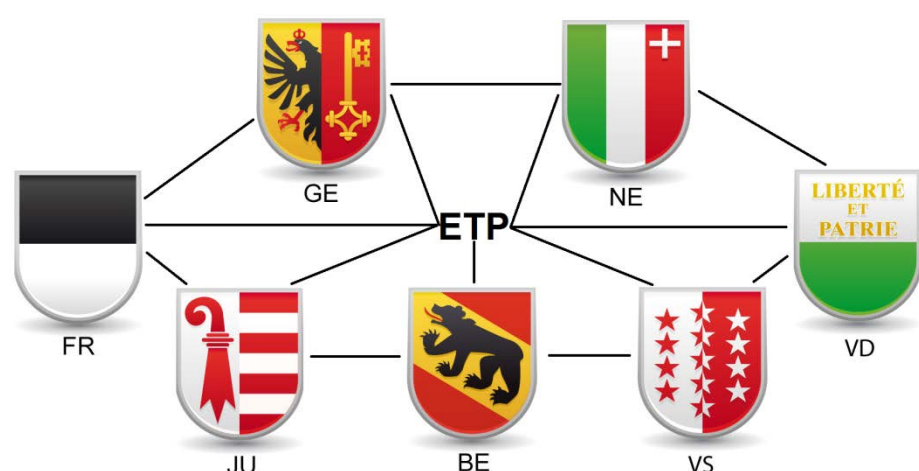 GE
NE
LIBERTÉ
ET
PATRIE
ETP
FR
VD
JU
BE
VS